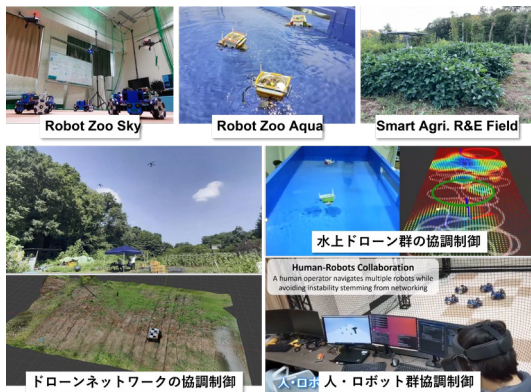 Robot Zoo Sky
Robot Zoo Aqua
Smart Agri. R&E Field
水上ドローン群の協調制御
Human-Robots Collaboration
A human operator navigates multiple robots while
avoiding Instability stemming from networking
ドローンネットワークの協調制御
人・ロボ
人・ロボット群協調制御